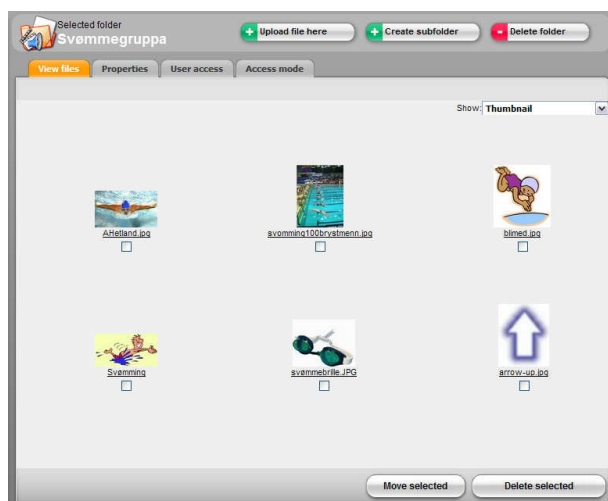 Selected folder
Svømmegruppa
Upload file here
Create subfolder
Delete folder
View files
Properties
User access
Access mode
Show: Thumbnail
AHetland.jpg
svomming100brystmenn.jpg
blimed.jpg
Svømming
svømmebrille.JPG
arrow-up.jpg
Move selected
Delete selected